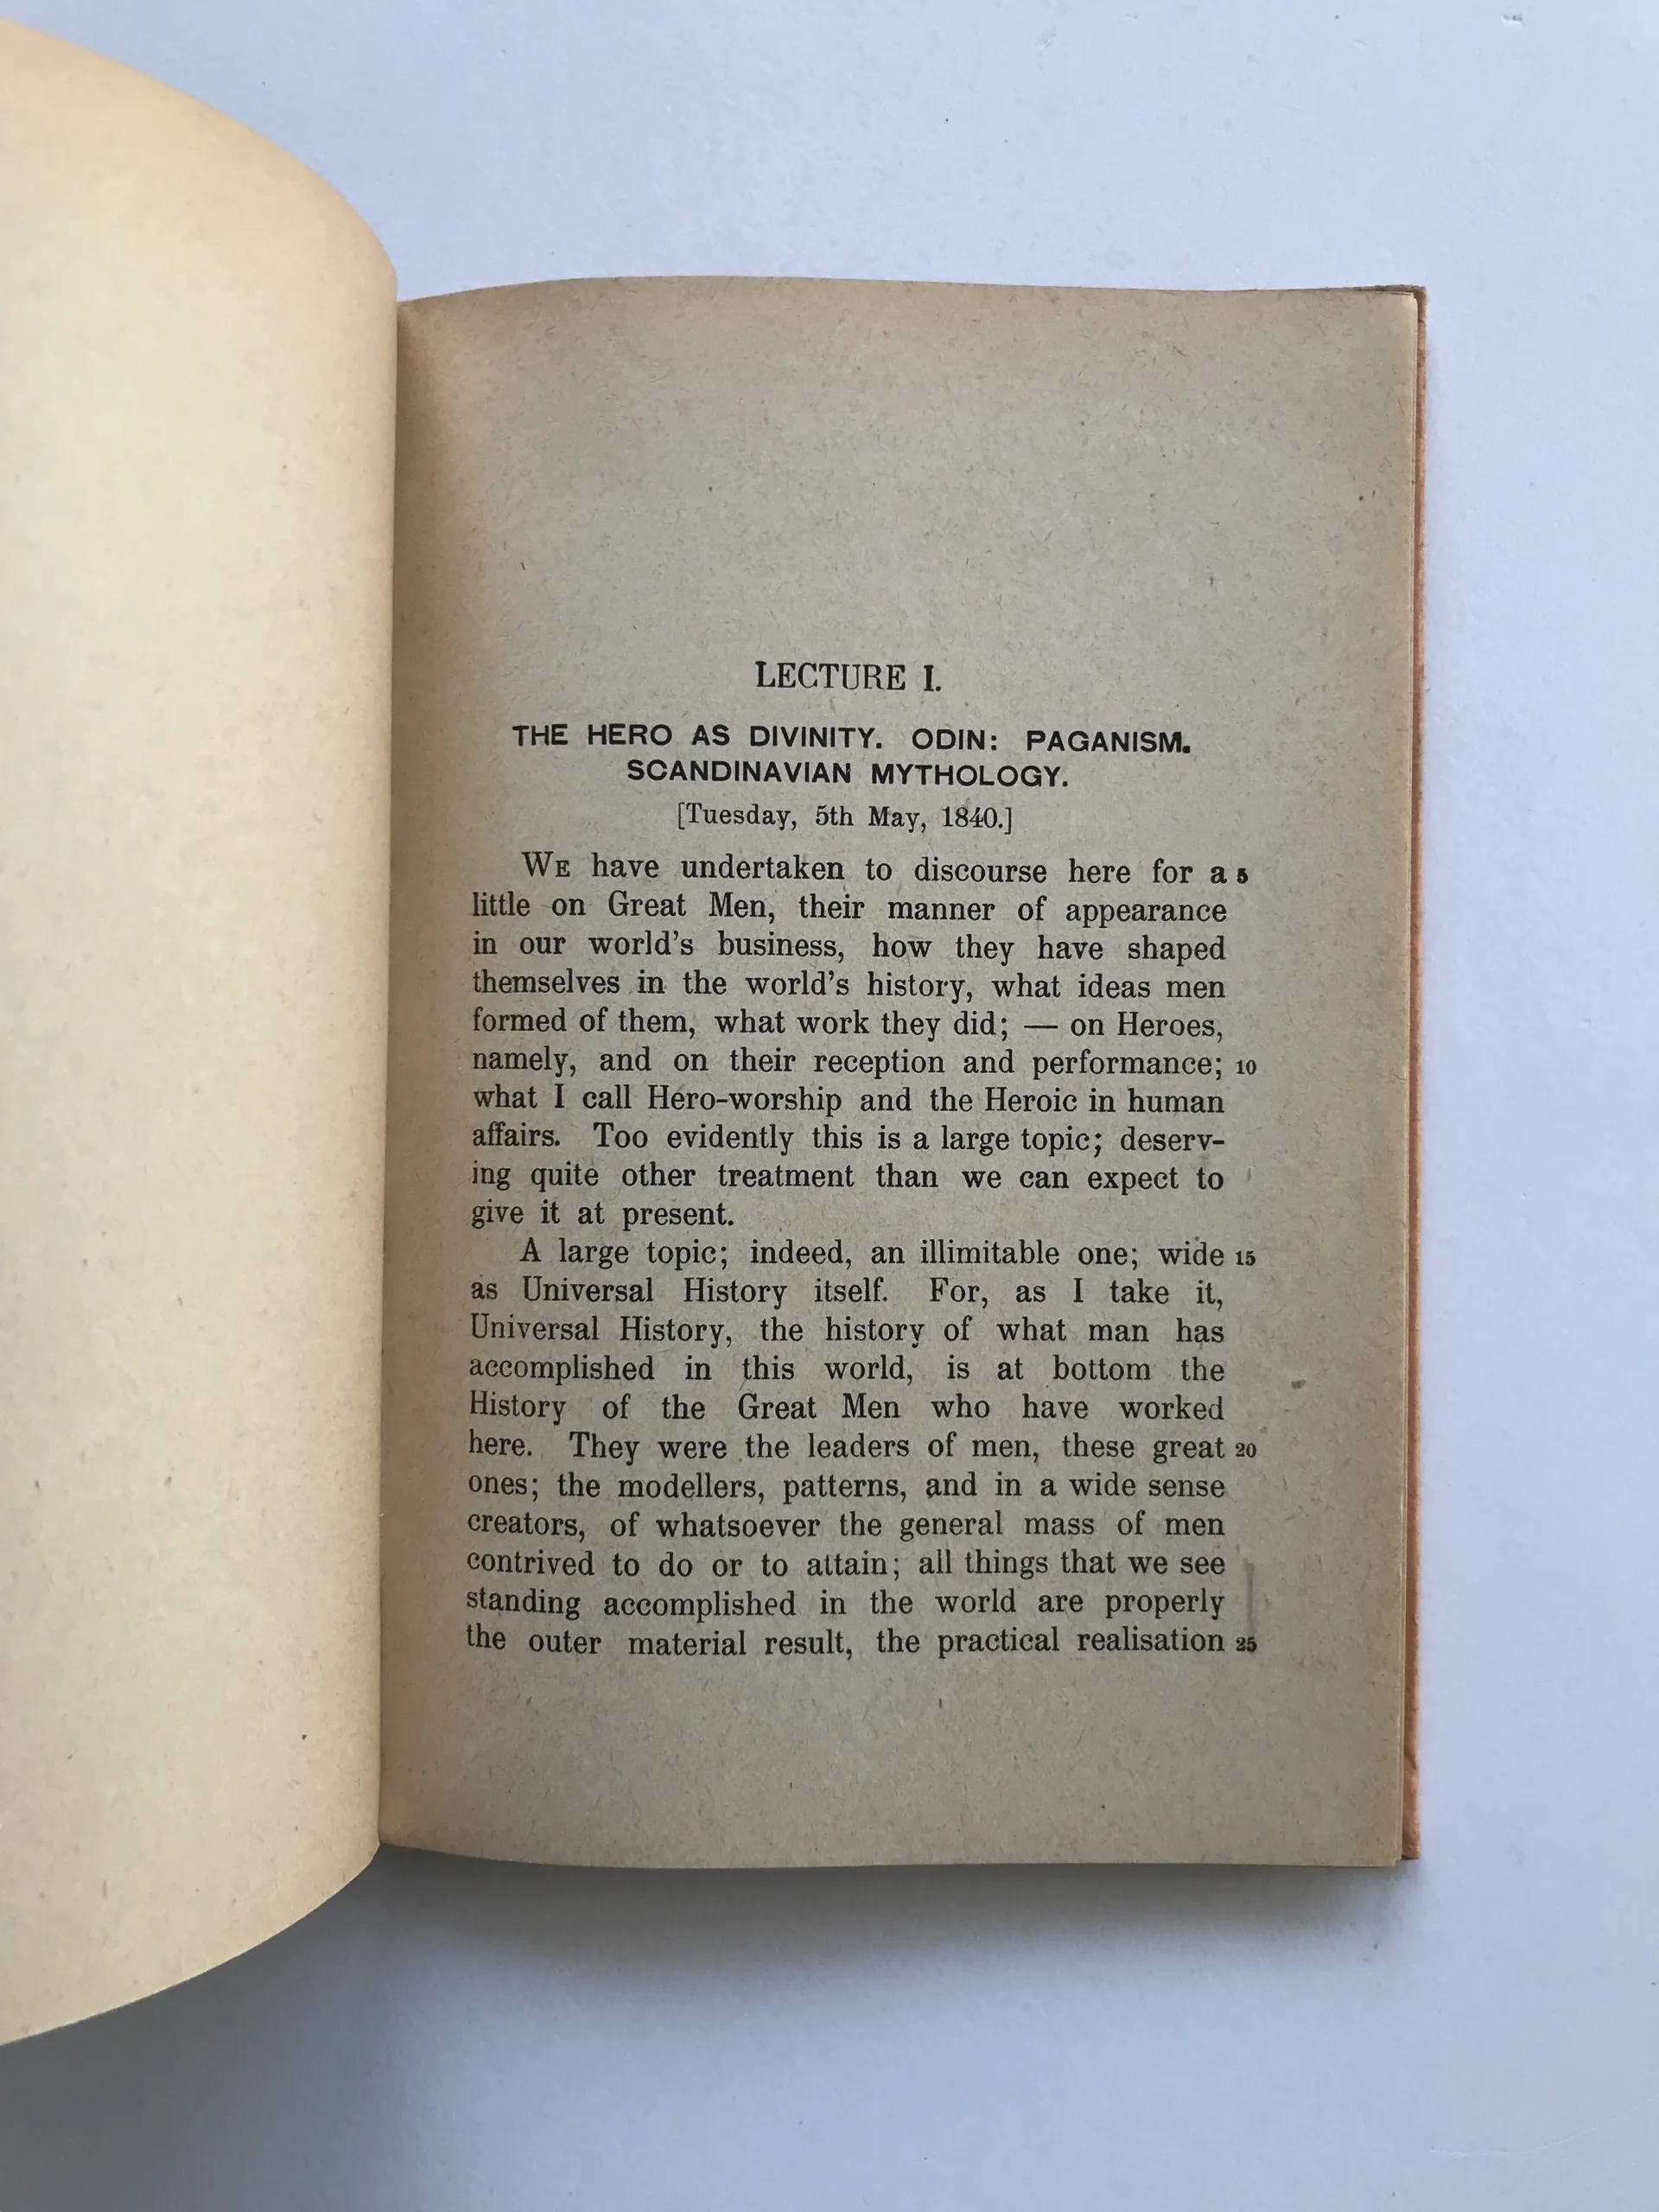 LECTURE I.
THE HERO AS DIVINITY. ODIN: PAGANISM.
SCANDINAVIAN MYTHOLOGY.
[Tuesday, 5th May, 1840.]
WE have undertaken to discourse here for a 5
little on Great Men, their manner of appearance
in our world's business, how they have shaped
themselves in the world's history, what ideas men
formed of them, what work they did; — on Heroes,
namely, and on their reception and performance; 10
what I call Hero-worship and the Heroic in human
affairs. Too evidently this is a large topic; deserv-
ing quite other treatment than we can expect to
give it at present.
A large topic; indeed, an illimitable one; wide 15
as Universal History itself. For, as I take it,
Universal History, the history of what man has
accomplished in this world, is at bottom the
History of the Great Men who have worked
here. They were the leaders of men, these great 20
ones; the modellers, patterns, and in a wide sense
creators, of whatsoever the general mass of men
contrived to do or to attain; all things that we see
standing accomplished in the world are properly
the outer material result, the practical realisation 25